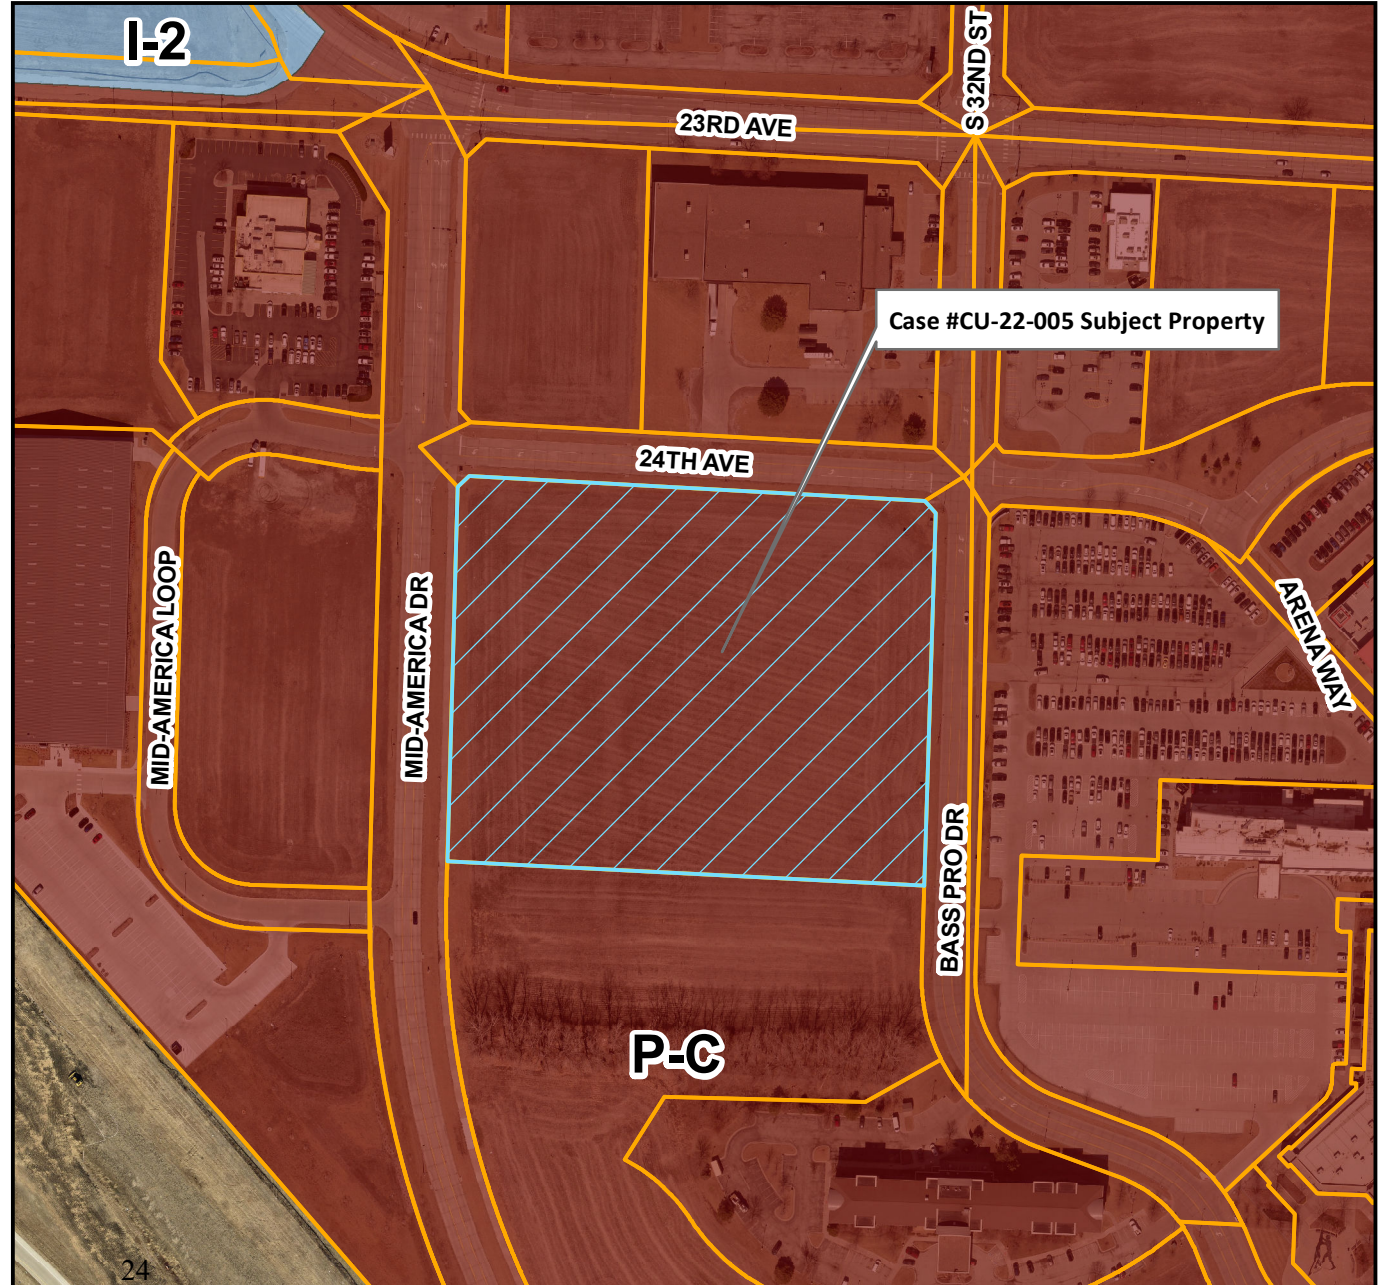 I-2
S 32ND ST
23RD AVE
Case #CU-22-005 Subject Property
24TH AVE
MID-AMERICA LOOP
MID-AMERICA DR
ARENA WAY
BASS PRO DR
P-C
24